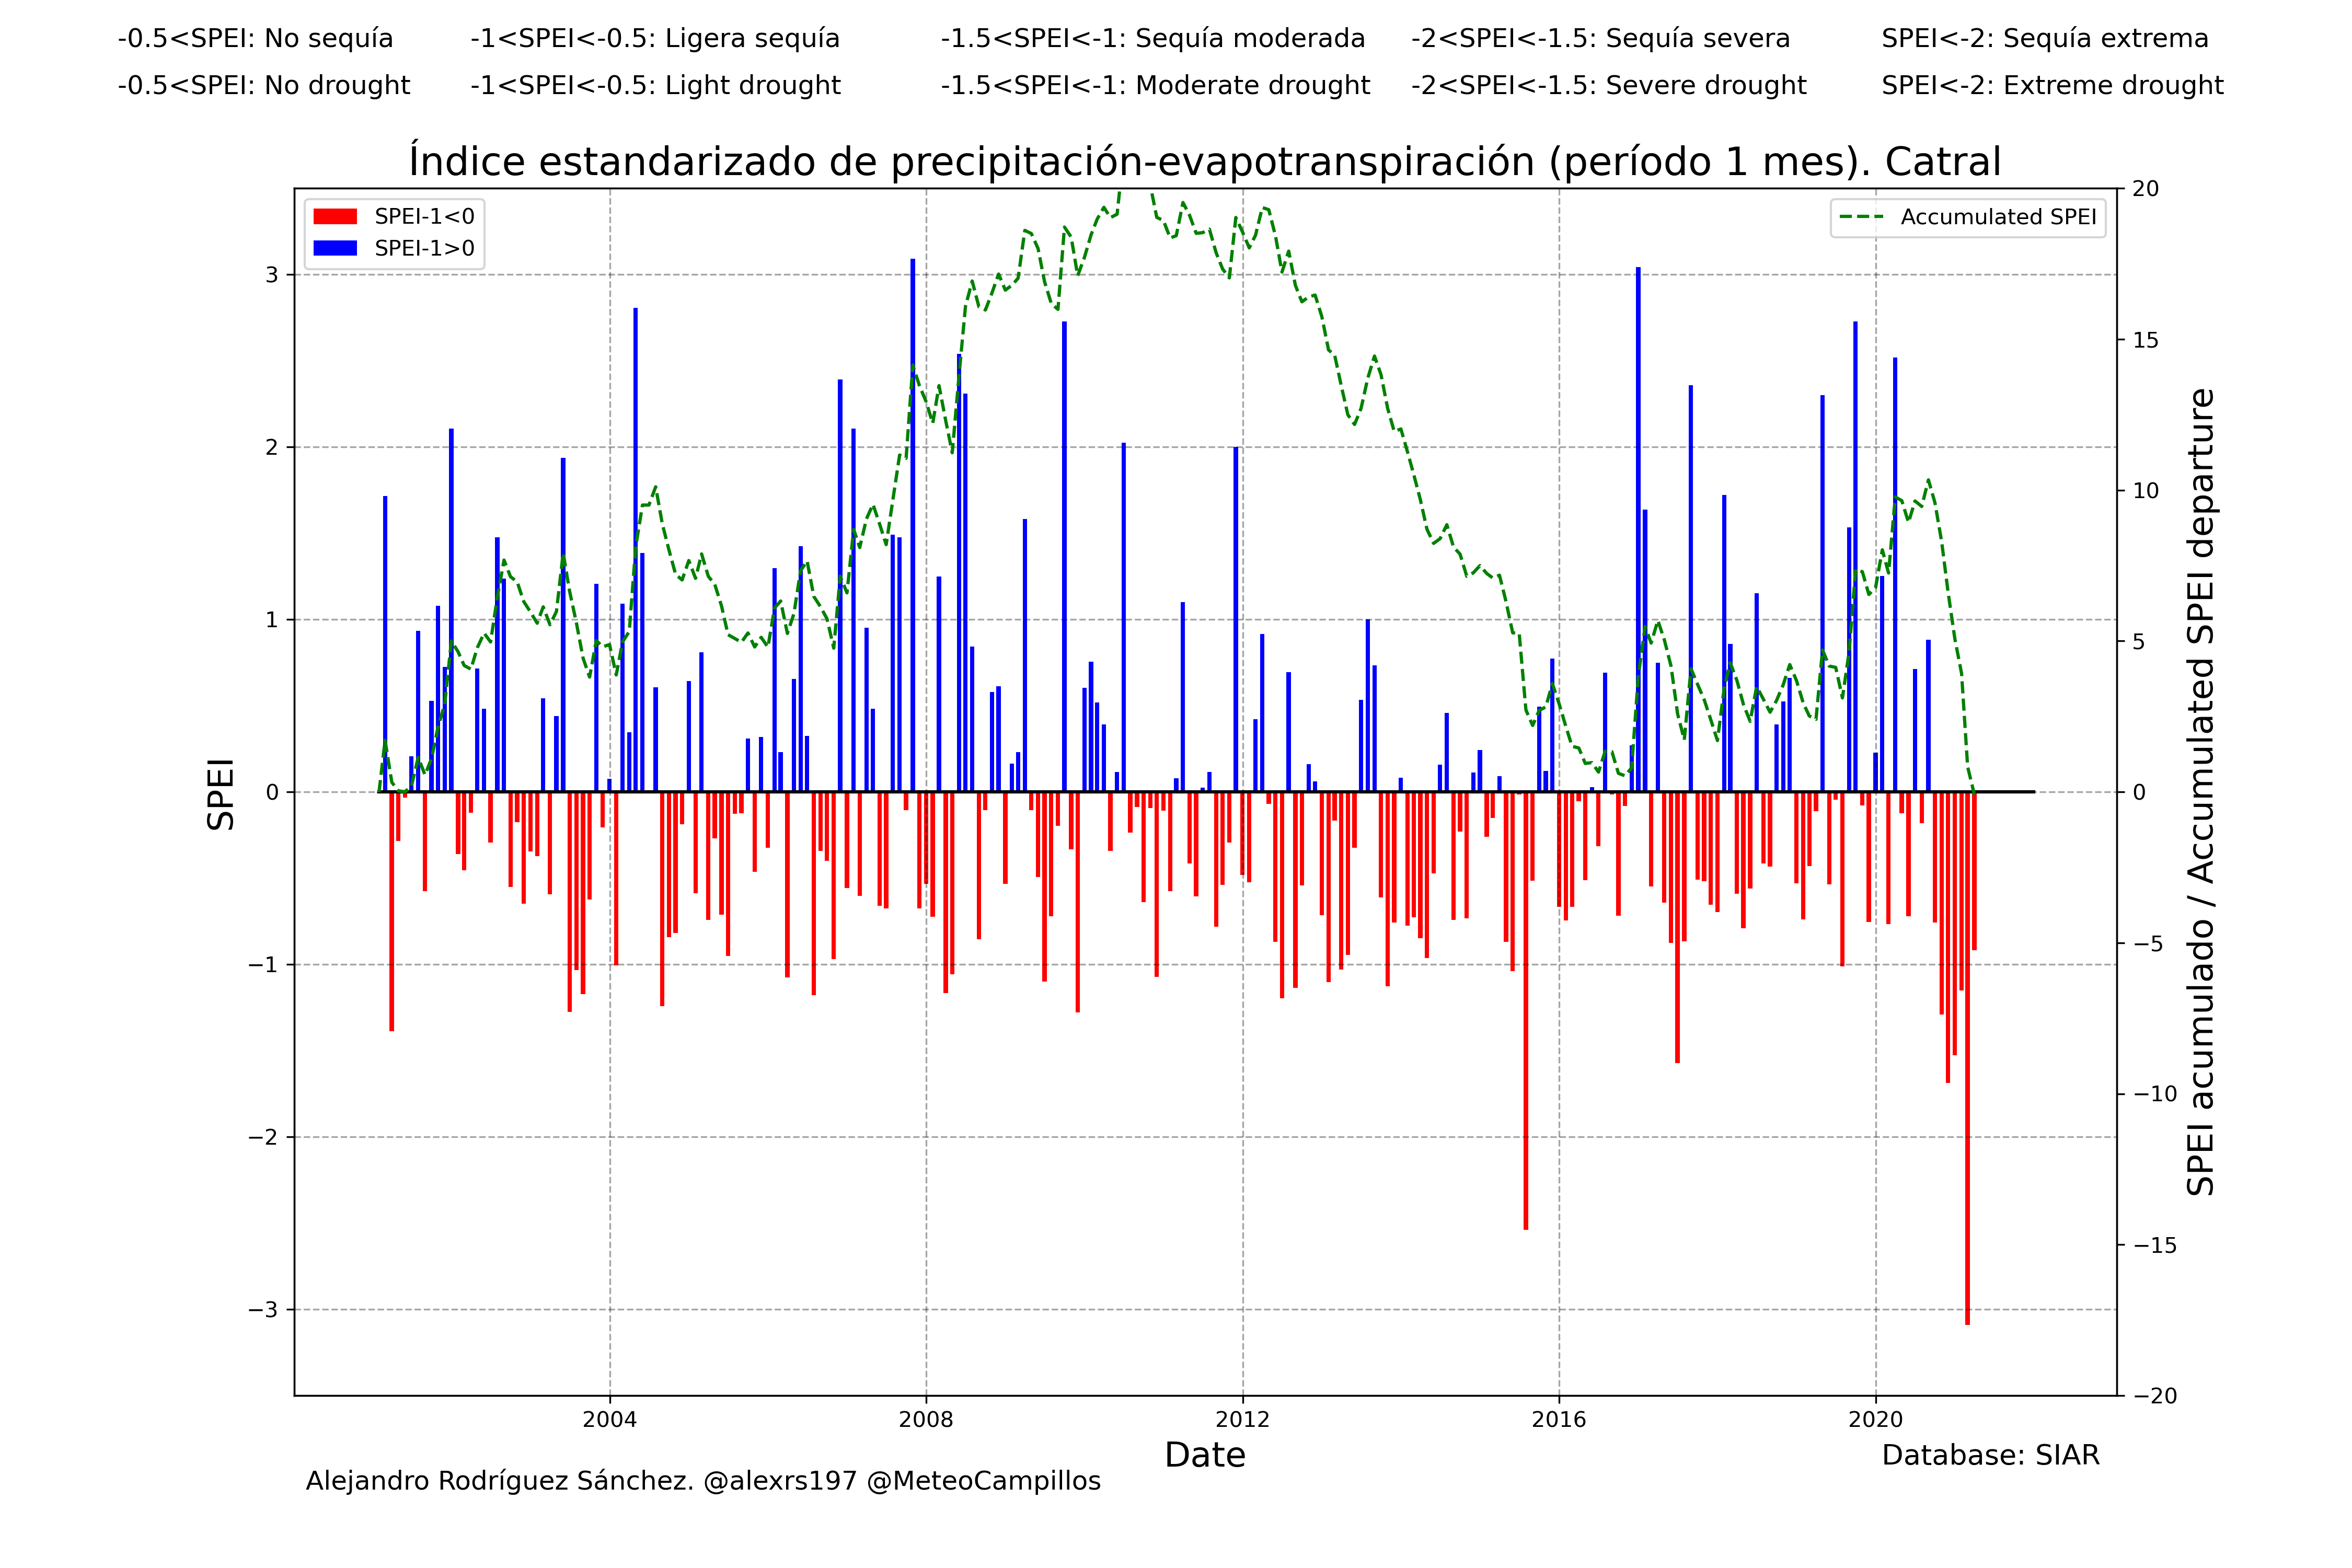 -0.5<SPEI: No sequía -1<SPEI<-0.5: Ligera sequía -1.5<SPEI<-1: Sequía moderada -2<SPEI<-1.5: Sequía severa SPEI<-2: Sequía extrema
-0.5<SPEI: No drought -1<SPEI<-0.5: Light drought -1.5<SPEI<-1: Moderate drought -2<SPEI<-1.5: Severe drought SPEI<-2: Extreme drought
Índice estandarizado de precipitación-evapotranspiración (período 1 mes). Catral
SPEI-1<0
SPEI-1>0
Accumulated SPEI
SPEI
3
2
1
0
−1
−2
−3
20
15
10
5
0
−5
−10
−15
−20
SPEI acumulado / Accumulated SPEI departure
2004 2008 2012 2016 2020
Date
Database: SIAR
Alejandro Rodríguez Sánchez. @alexrs197 @MeteoCampillos